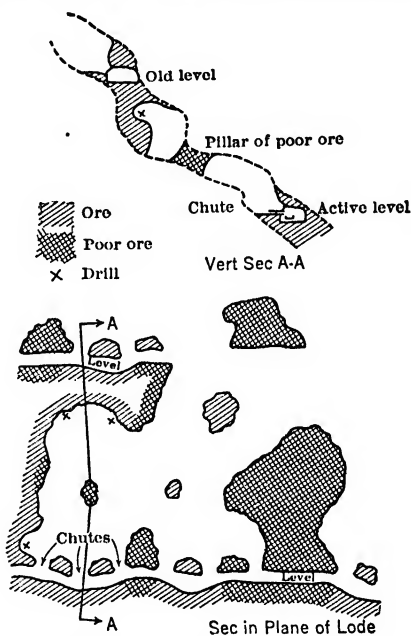 Old level
Pillar of poor ore
Chute
Active level
Ore
Poor ore
x Drill
Vert Sec A-A
A
Level
Chutes
Level
A
Sec in Plane of Lode